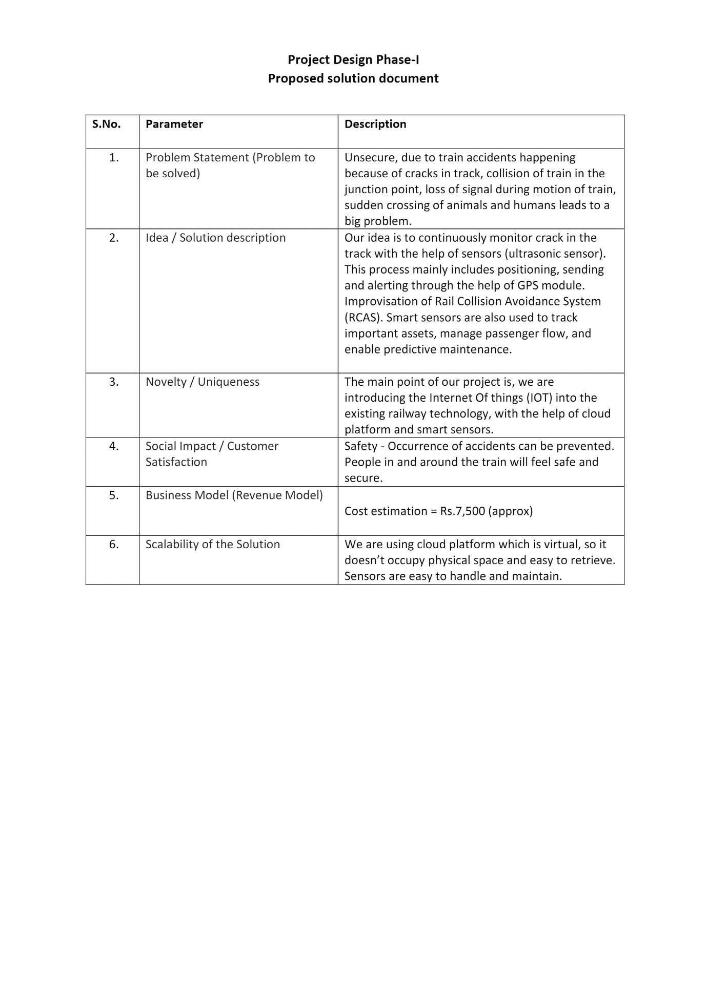 Project Design Phase-I
Proposed solution document
S.No. Parameter Description
1. Problem Statement (Problem to be solved)
Unsecure, due to train accidents happening
because of cracks in track, collision of train in the
junction point, loss of signal during motion of train,
sudden crossing of animals and humans leads to a
big problem.
2. Idea / Solution description
Our idea is to continuously monitor crack in the
track with the help of sensors (ultrasonic sensor).
This process mainly includes positioning, sending
and alerting through the help of GPS module.
Improvisation of Rail Collision Avoidance System
(RCAS). Smart sensors are also used to track
important assets, manage passenger flow, and
enable predictive maintenance.
3. Novelty / Uniqueness
The main point of our project is, we are
introducing the Internet Of things (IOT) into the
existing railway technology, with the help of cloud
platform and smart sensors.
4. Social Impact / Customer
Satisfaction
Safety - Occurrence of accidents can be prevented.
People in and around the train will feel safe and
secure.
5. Business Model (Revenue Model)
Cost estimation = Rs.7,500 (approx)
6. Scalability of the Solution
We are using cloud platform which is virtual, so it
doesn’t occupy physical space and easy to retrieve.
Sensors are easy to handle and maintain.